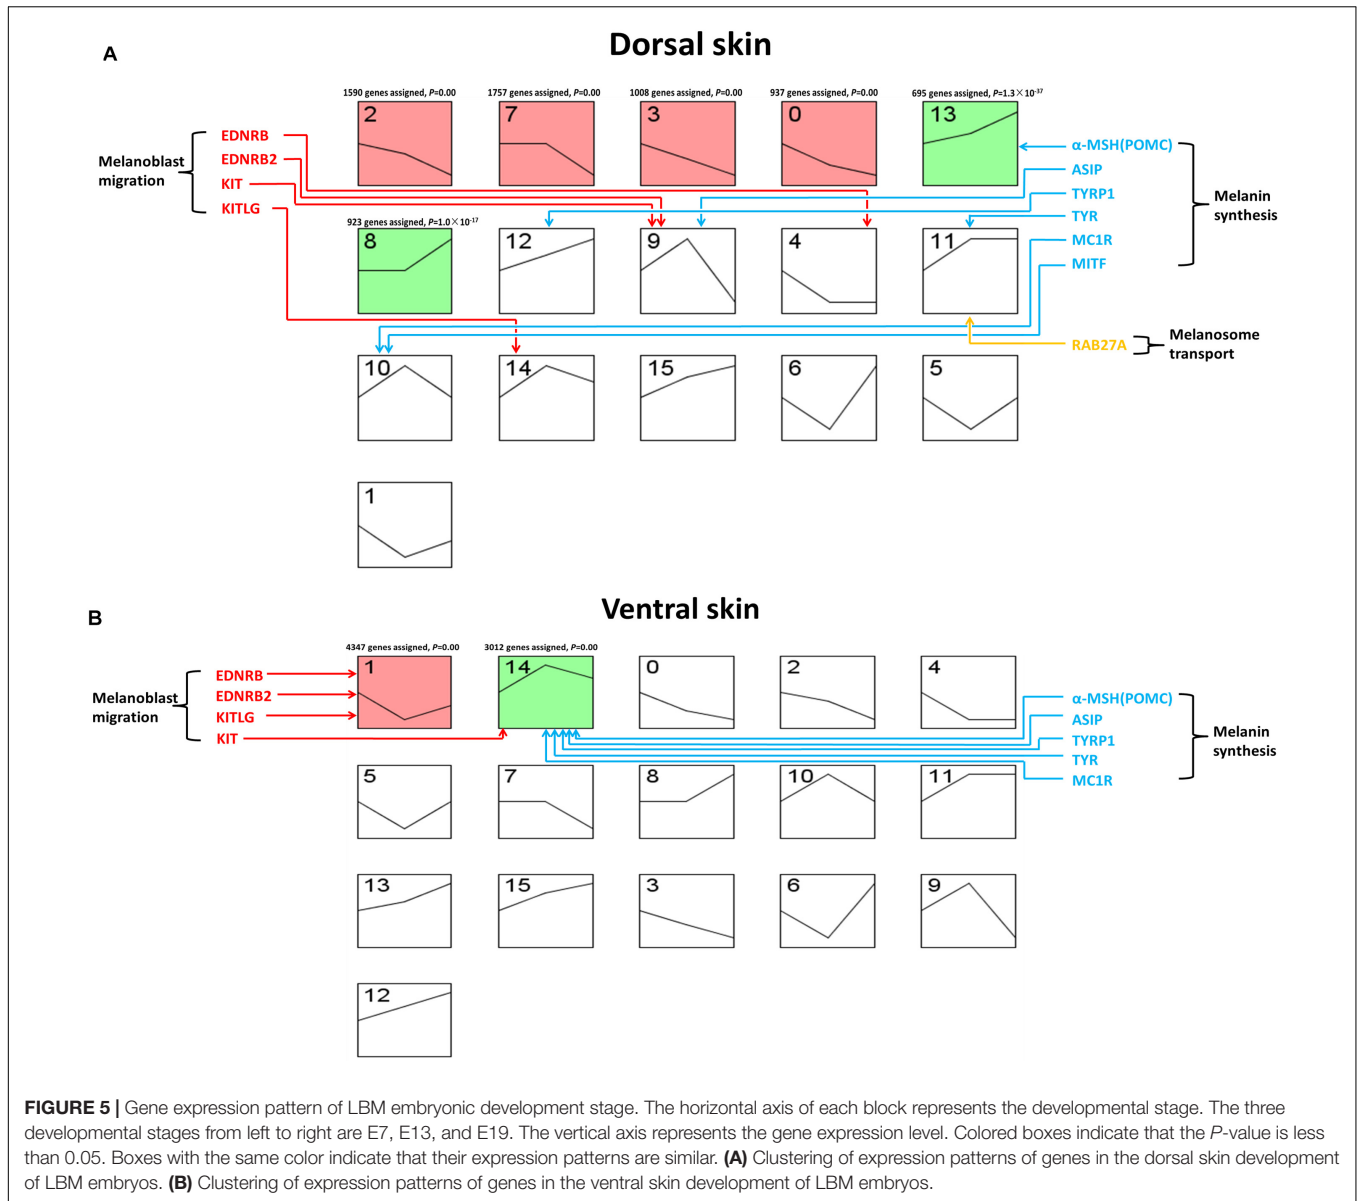 A
Dorsal skin
1590 genes assigned, P=0.00
1757 genes assigned, P=0.00
1008 genes assigned, P=0.00
937 genes assigned, P=0.00
695 genes assigned, P=1.3×10-37
2
7
3
0
13
Melanoblast
migration
EDNRB
EDNRB2
KIT
KITLG
α-MSH(POMC)
ASIP
TYRP1
TYR
MC1R
MITF
Melanin
synthesis
923 genes assigned, P=1.0×10-17
8
12
9
4
11
RAB27A
Melanosome
transport
10
14
15
6
5
1
B
Ventral skin
4347 genes assigned, P=0.00
3012 genes assigned, P=0.00
1
14
0
2
4
Melanoblast
migration
EDNRB
EDNRB2
KITLG
KIT
α-MSH(POMC)
ASIP
TYRP1
TYR
MC1R
Melanin
synthesis
5
7
8
10
11
13
15
3
6
9
12
FIGURE 5 | Gene expression pattern of LBM embryonic development stage. The horizontal axis of each block represents the developmental stage. The three
developmental stages from left to right are E7, E13, and E19. The vertical axis represents the gene expression level. Colored boxes indicate that the P-value is less
than 0.05. Boxes with the same color indicate that their expression patterns are similar. (A) Clustering of expression patterns of genes in the dorsal skin development
of LBM embryos. (B) Clustering of expression patterns of genes in the ventral skin development of LBM embryos.